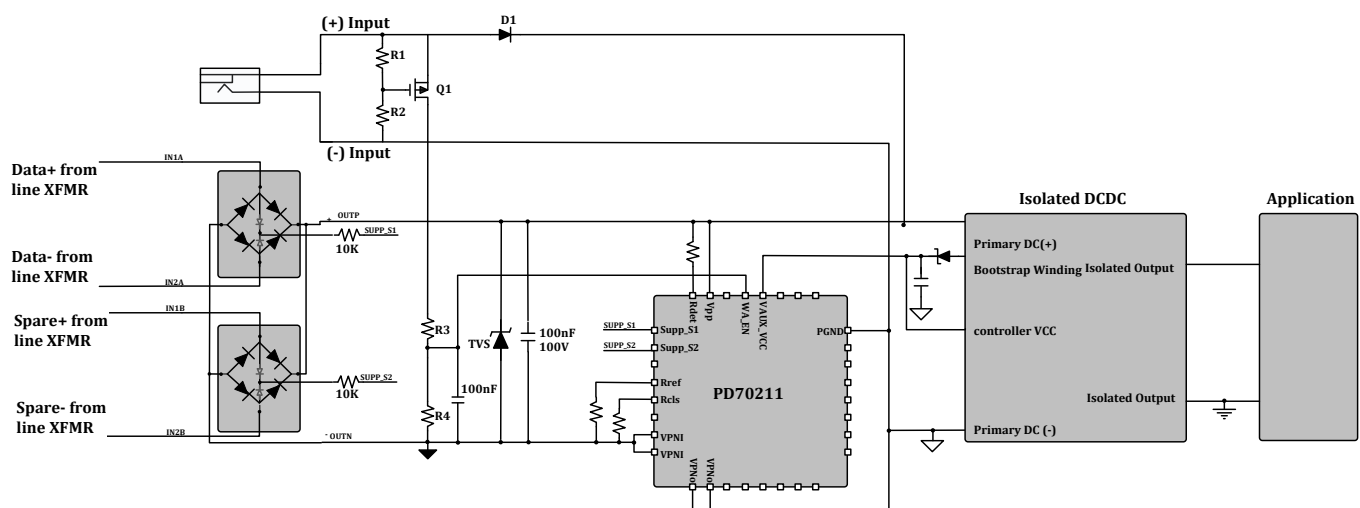 (+) Input
D1
R1
Q1
R2
(-) Input
Data+ from
line XFMR
IN1A
+ OUTP
SUPP_S1
10K
Data- from
line XFMR
IN2A
Spare+ from
line XFMR
IN1B
SUPP_S2
10K
Spare- from
line XFMR
IN2B
- OUTN
R3
100nF
R4
TVS
100nF
100V
SUPP_S1
SUPP_S2
Rdet
Vpp
WA_EN
VAUX_VCC
Supp_S1
Supp_S2
PGND
Rref
Rcls
PD70211
VPNI
VPNI
VPNo
VPNo
Isolated DCDC
Primary DC(+)
Bootstrap Winding
Isolated Output
controller VCC
Isolated Output
Primary DC (-)
Application